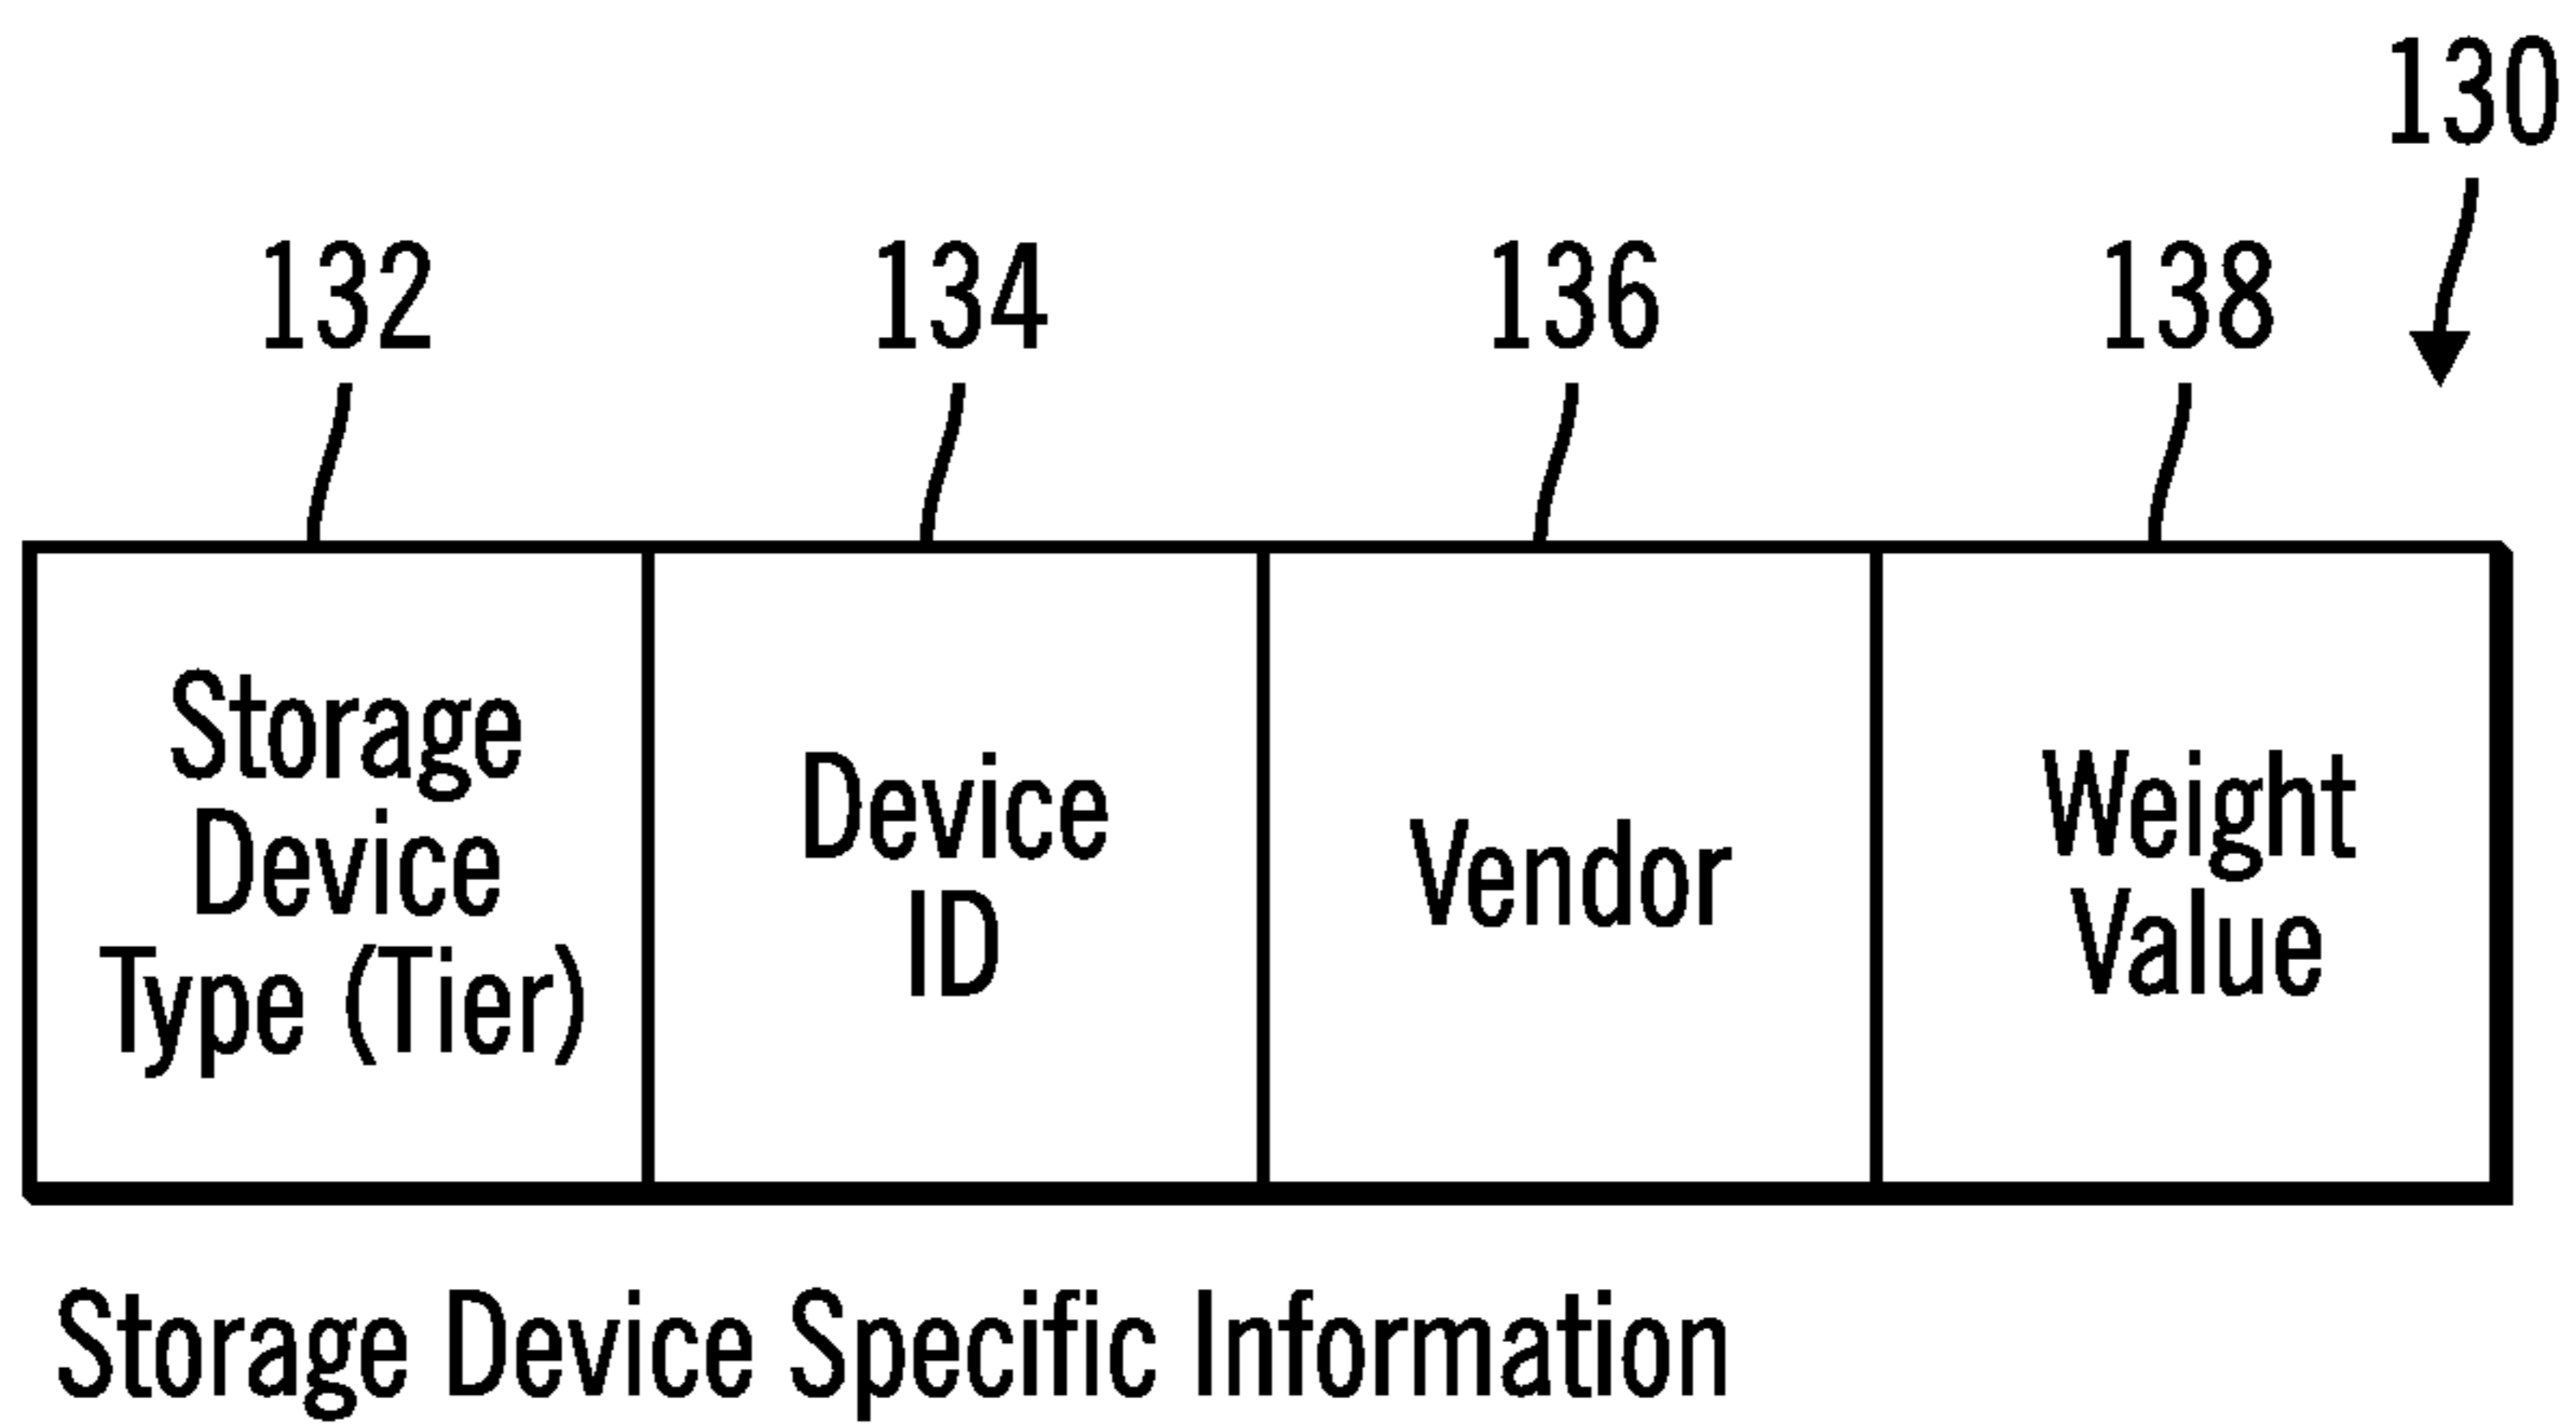 130
132 134 136 138
Storage
Device
Type (Tier)
Device
ID
Vendor
Weight
Value
Storage Device Specific Information